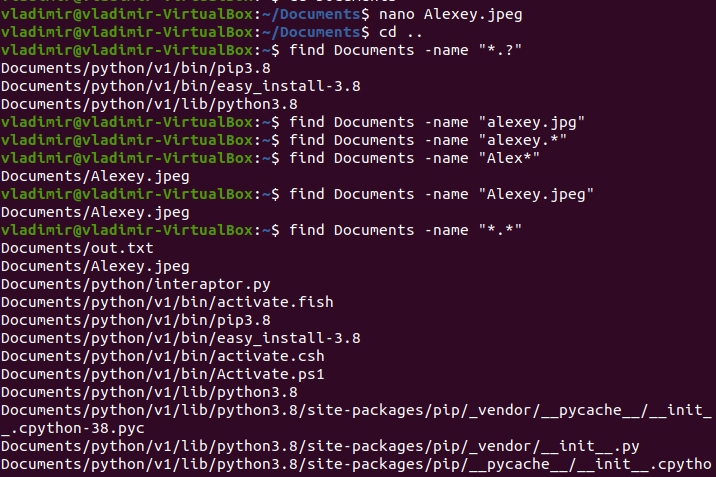 vladimir@vladimir-VirtualBox:~/Documents$ nano Alexey.jpeg
vladimir@vladimir-VirtualBox:~/Documents$ cd ..
vladimir@vladimir-VirtualBox:~$ find Documents -name "*.?"
Documents/python/v1/bin/pip3.8
Documents/python/v1/bin/easy_install-3.8
Documents/python/v1/lib/python3.8
vladimir@vladimir-VirtualBox:~$ find Documents -name "alexey.jpg"
vladimir@vladimir-VirtualBox:~$ find Documents -name "alexey.*"
vladimir@vladimir-VirtualBox:~$ find Documents -name "Alex*"
Documents/Alexey.jpeg
vladimir@vladimir-VirtualBox:~$ find Documents -name "Alexey.jpeg"
Documents/Alexey.jpeg
vladimir@vladimir-VirtualBox:~$ find Documents -name "*.*"
Documents/out.txt
Documents/Alexey.jpeg
Documents/python/interaptor.py
Documents/python/v1/bin/activate.fish
Documents/python/v1/bin/pip3.8
Documents/python/v1/bin/easy_install-3.8
Documents/python/v1/bin/activate.csh
Documents/python/v1/bin/Activate.ps1
Documents/python/v1/lib/python3.8
Documents/python/v1/lib/python3.8/site-packages/pip/_vendor/__pycache__/__init_
_.cpython-38.pyc
Documents/python/v1/lib/python3.8/site-packages/pip/_vendor/__init__.py
Documents/python/v1/lib/python3.8/site-packages/pip/__pycache__/__init__.cpytho